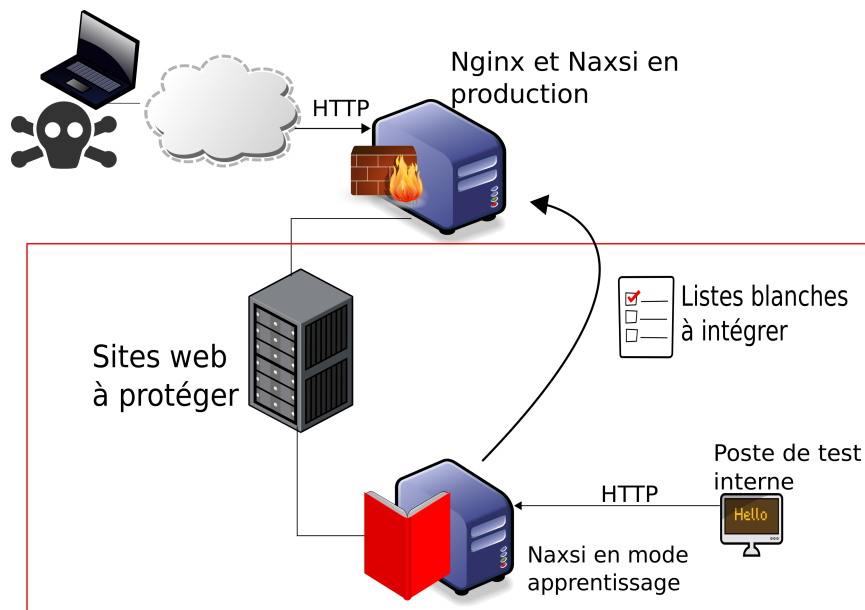 Nginx et Naxsi en
production
HTTP
Listes blanches
à intégrer
Sites web
à protéger
Poste de test
interne
HTTP
Hello
Naxsi en mode
apprentissage